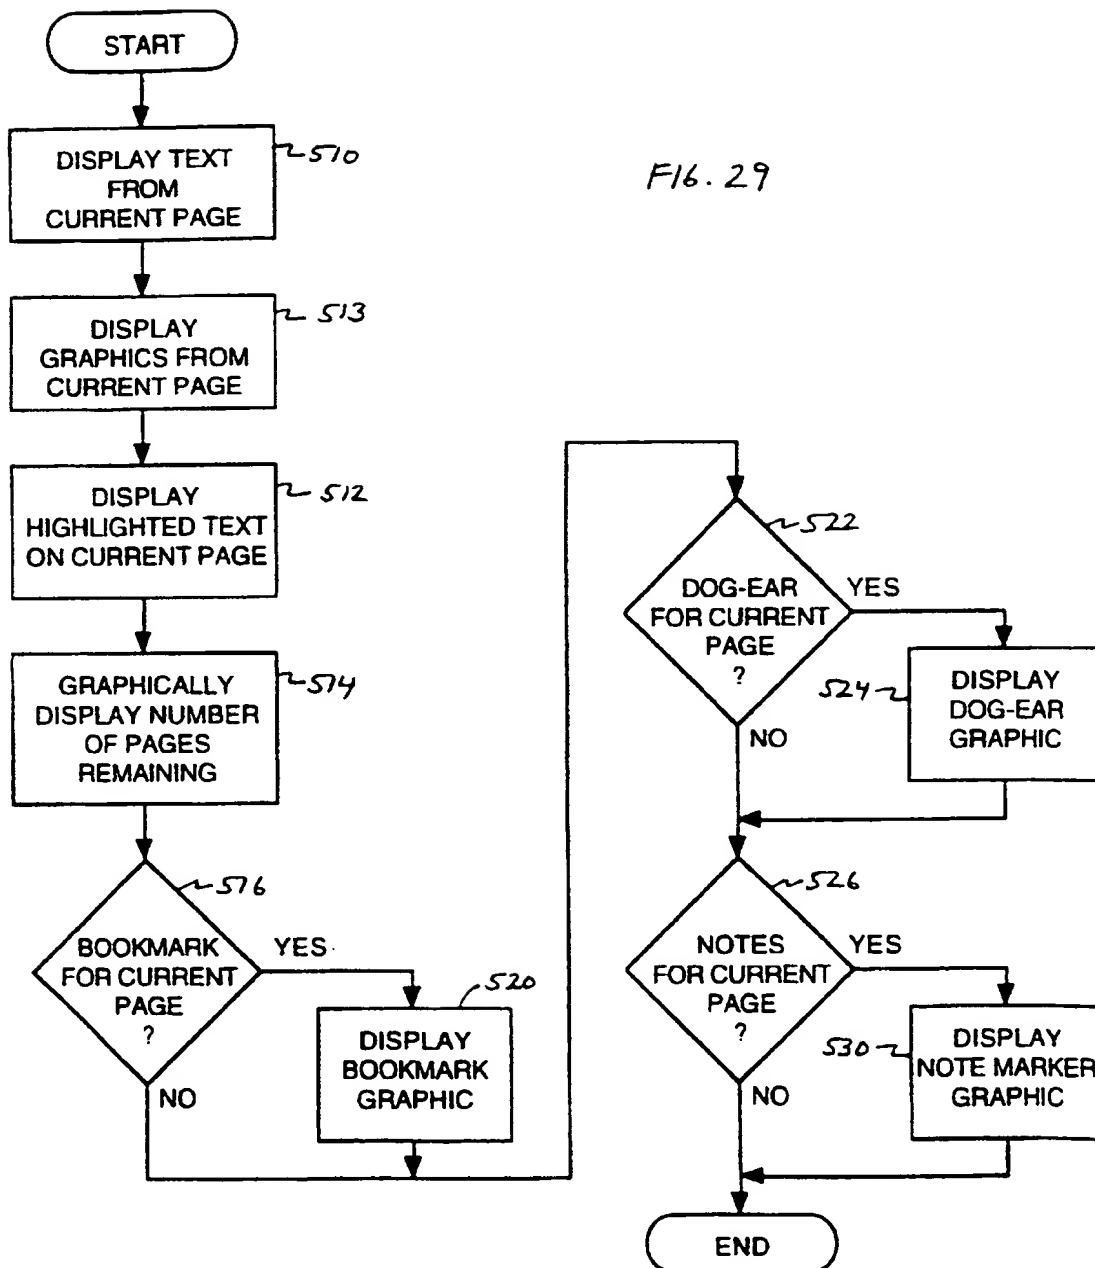 START
DISPLAY TEXT
FROM
CURRENT PAGE
510
FIG. 29
DISPLAY
GRAPHICS FROM
CURRENT PAGE
513
DISPLAY
HIGHLIGHTED TEXT
ON CURRENT PAGE
512
GRAPHICALLY
DISPLAY NUMBER
OF PAGES
REMAINING
514
516
BOOKMARK
FOR CURRENT
PAGE
?
YES
NO
520
DISPLAY
BOOKMARK
GRAPHIC
522
DOG-EAR
FOR CURRENT
PAGE
?
YES
NO
524
DISPLAY
DOG-EAR
GRAPHIC
526
NOTES
FOR CURRENT
PAGE
?
YES
NO
530
DISPLAY
NOTE MARKER
GRAPHIC
END